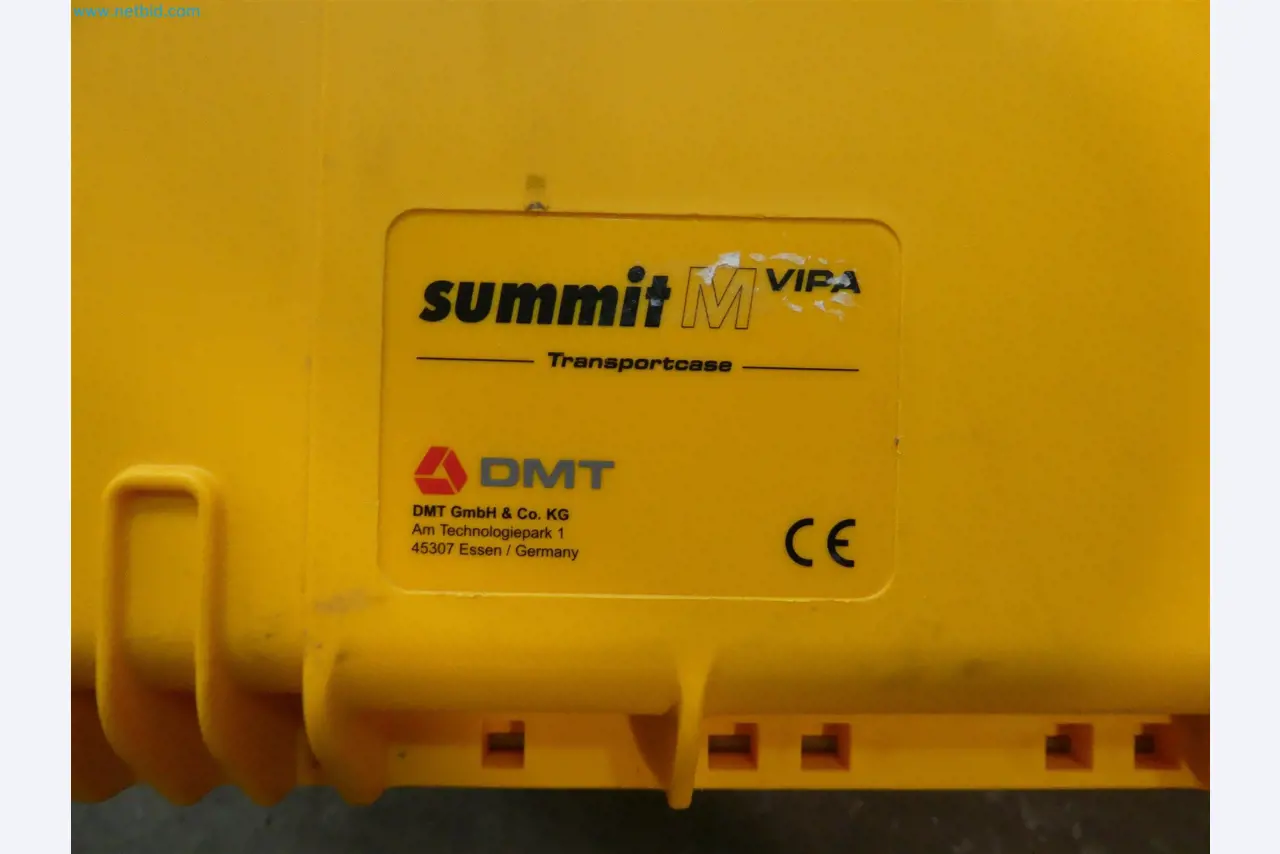 www.netbid.com
summit M VIPA
Transportcase
DMT
DMT GmbH & Co. KG
Am Technologiepark 1
45307 Essen / Germany
CE